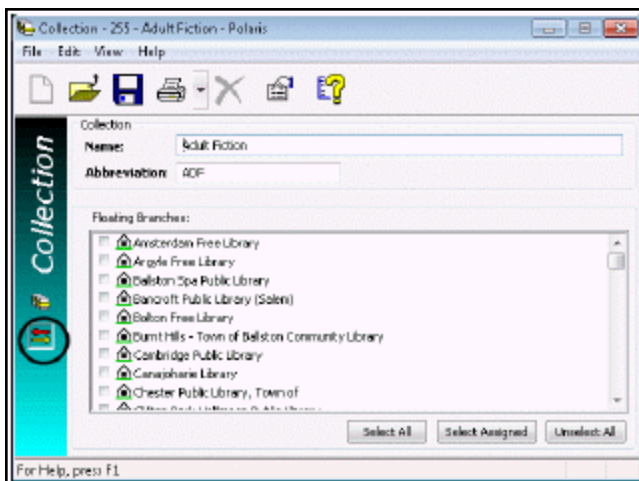 Collection - 255 - Adult Fiction - Polaris
File Edit View Help
Collection
Collection
Name: Adult Fiction
Abbreviation: ADF
Floating Branches:
Amsterdam Free Library
Argyle Free Library
Ballston Spa Public Library
Bancroft Public Library (Salem)
Bolton Free Library
Burnt Hills - Town of Ballston Community Library
Cambridge Public Library
Canajoharie Library
Chester Public Library, Town of
Select All Select Assigned Unselect All
For Help, press F1